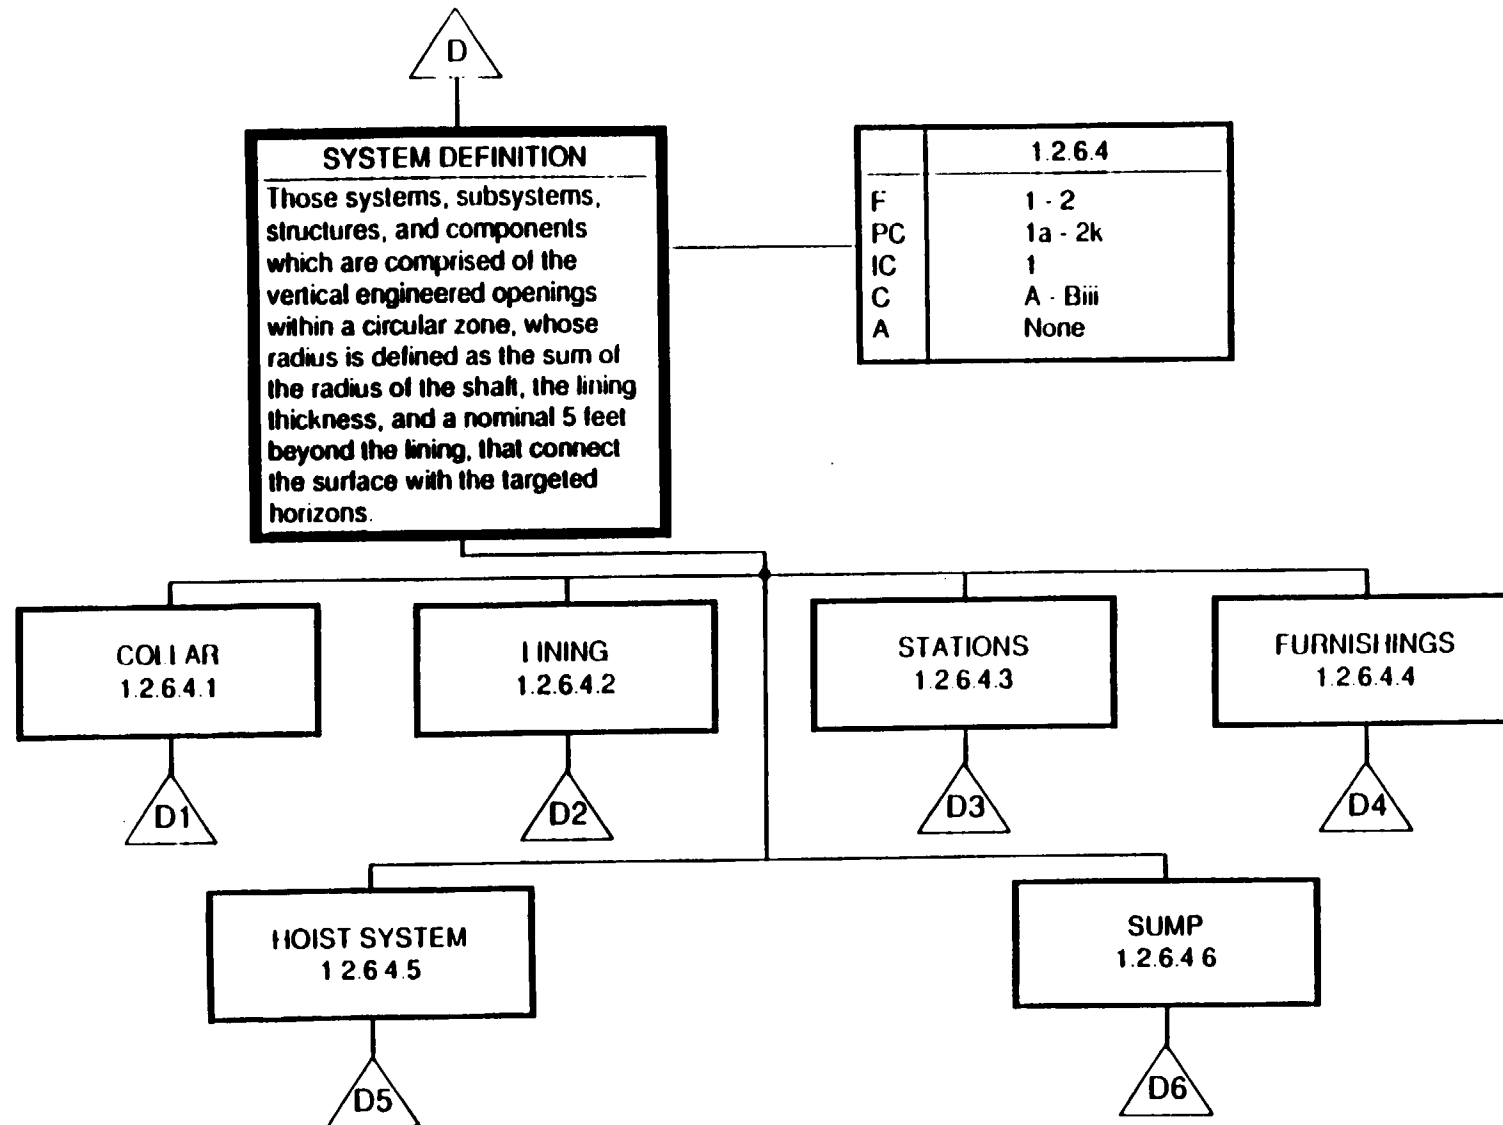 D
SYSTEM DEFINITION
Those systems, subsystems,
structures, and components
which are comprised of the
vertical engineered openings
within a circular zone, whose
radius is defined as the sum of
the radius of the shaft, the lining
thickness, and a nominal 5 feet
beyond the lining, that connect
the surface with the targeted
horizons.
1.2.6.4
F 1 - 2
PC 1a - 2k
IC 1
C A - Biii
A None
COLLAR
1.2.6.4.1
LINING
1.2.6.4.2
STATIONS
1.2.6.4.3
FURNISHINGS
1.2.6.4.4
D1
D2
D3
D4
HOIST SYSTEM
1.2.6.4.5
SUMP
1.2.6.4.6
D5
D6